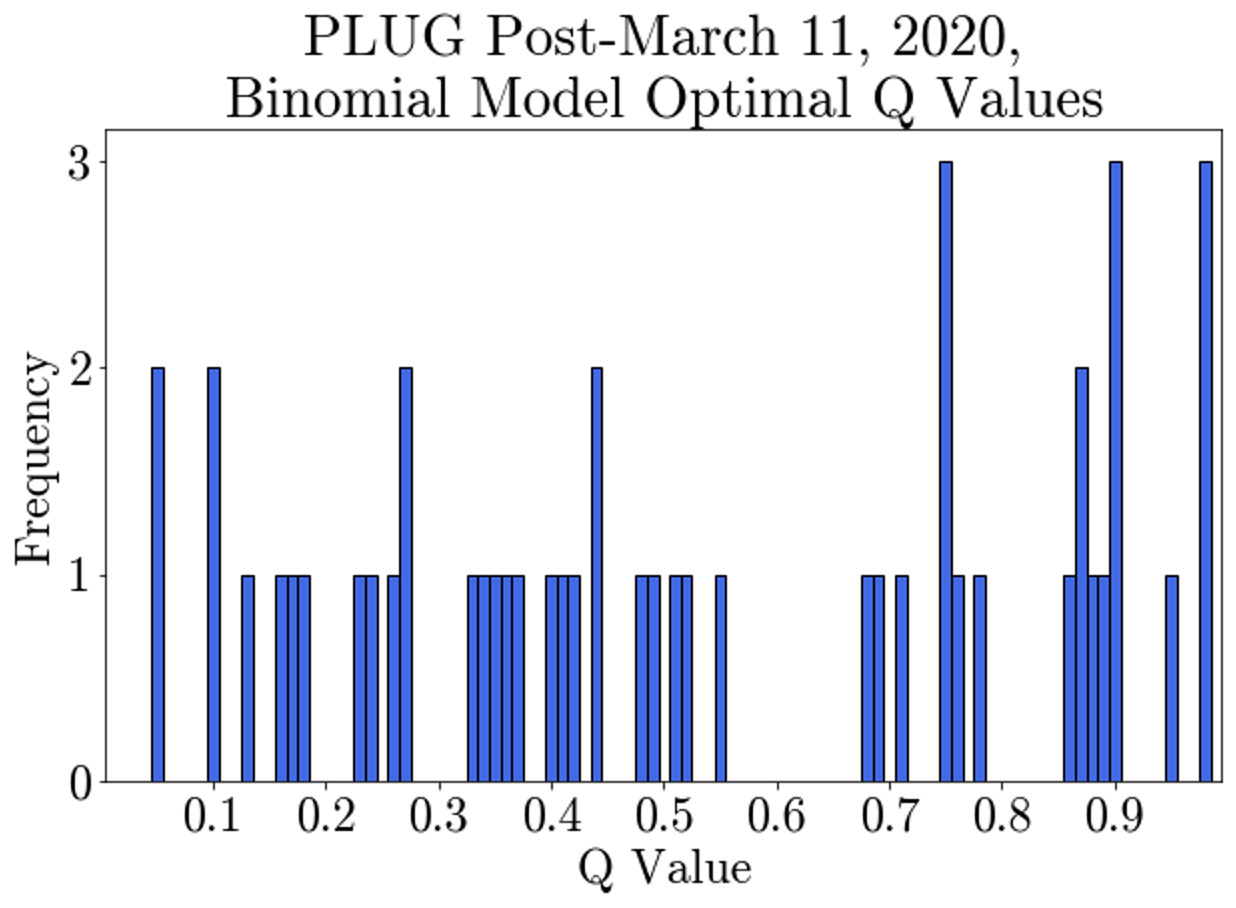 PLUG Post-March 11, 2020,
Binomial Model Optimal Q Values
3
2
1
0
Frequency
0.1 0.2 0.3 0.4 0.5 0.6 0.7 0.8 0.9
Q Value